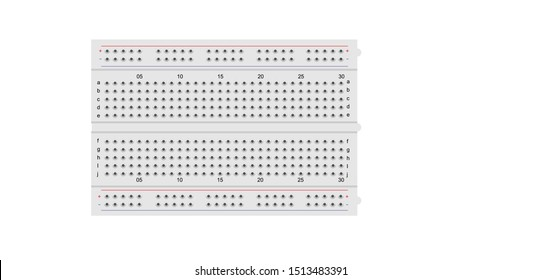 + +
- -
05 10 15 20 25 30
a a
b b
c c
d d
e e
f f
g g
h h
i i
j j
05 10 15 20 25 30
+ +
- -
shutterstock.com · 1513483391